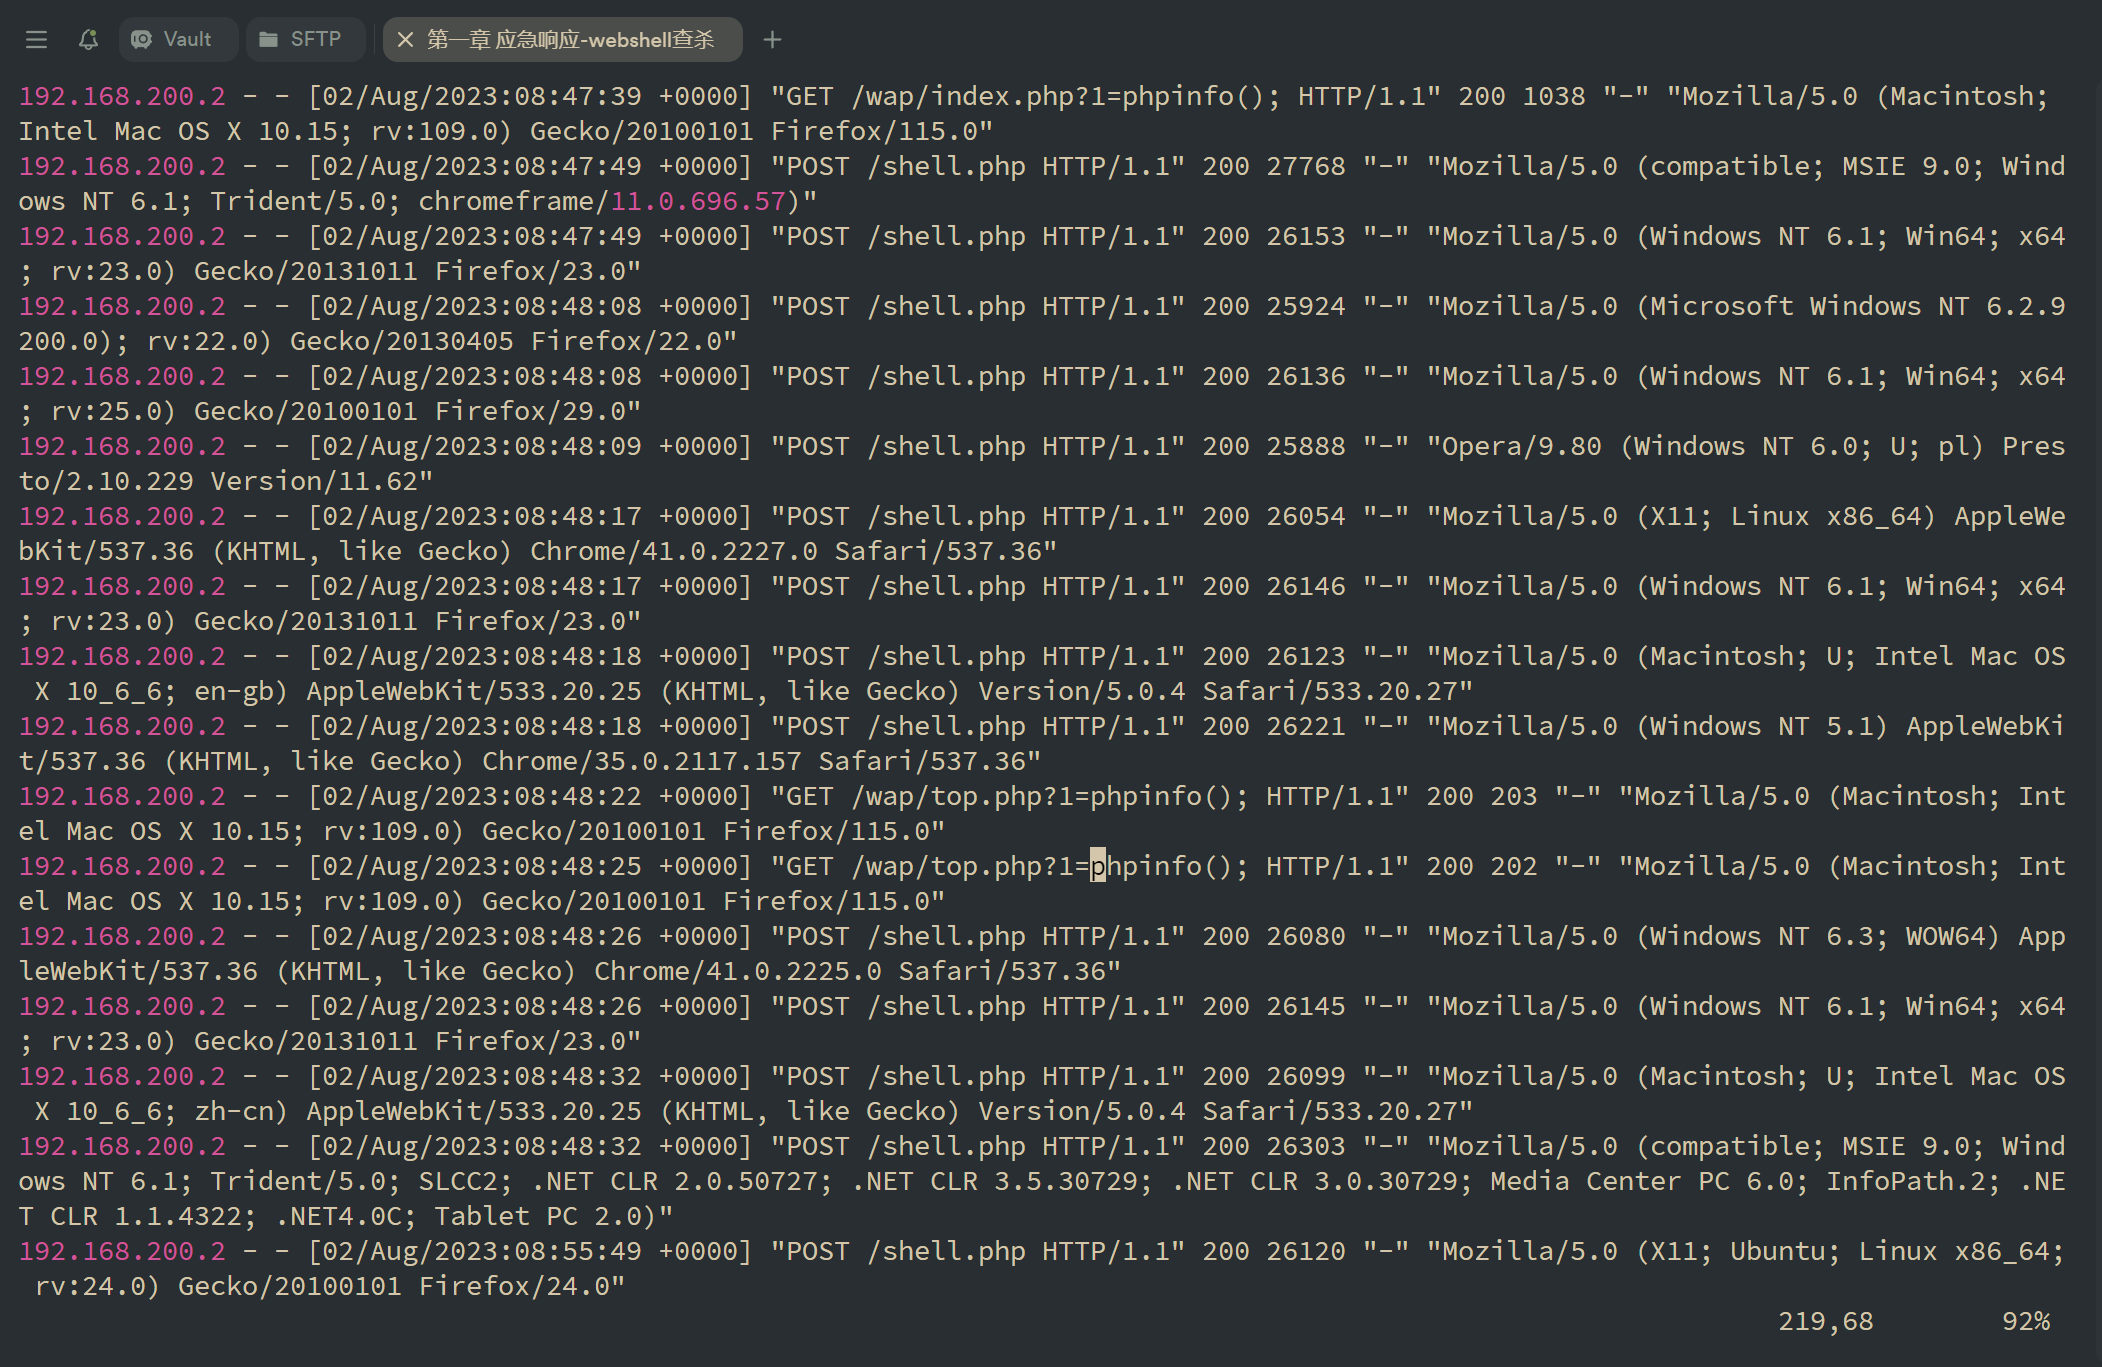 Vault SFTP 第一章 应急响应-webshell查杀
192.168.200.2 - - [02/Aug/2023:08:47:39 +0000] "GET /wap/index.php?1=phpinfo(); HTTP/1.1" 200 1038 "-" "Mozilla/5.0 (Macintosh;
Intel Mac OS X 10.15; rv:109.0) Gecko/20100101 Firefox/115.0"
192.168.200.2 - - [02/Aug/2023:08:47:49 +0000] "POST /shell.php HTTP/1.1" 200 27768 "-" "Mozilla/5.0 (compatible; MSIE 9.0; Wind
ows NT 6.1; Trident/5.0; chromeframe/11.0.696.57)"
192.168.200.2 - - [02/Aug/2023:08:47:49 +0000] "POST /shell.php HTTP/1.1" 200 26153 "-" "Mozilla/5.0 (Windows NT 6.1; Win64; x64
; rv:23.0) Gecko/20131011 Firefox/23.0"
192.168.200.2 - - [02/Aug/2023:08:48:08 +0000] "POST /shell.php HTTP/1.1" 200 25924 "-" "Mozilla/5.0 (Microsoft Windows NT 6.2.9
200.0); rv:22.0) Gecko/20130405 Firefox/22.0"
192.168.200.2 - - [02/Aug/2023:08:48:08 +0000] "POST /shell.php HTTP/1.1" 200 26136 "-" "Mozilla/5.0 (Windows NT 6.1; Win64; x64
; rv:25.0) Gecko/20100101 Firefox/29.0"
192.168.200.2 - - [02/Aug/2023:08:48:09 +0000] "POST /shell.php HTTP/1.1" 200 25888 "-" "Opera/9.80 (Windows NT 6.0; U; pl) Pres
to/2.10.229 Version/11.62"
192.168.200.2 - - [02/Aug/2023:08:48:17 +0000] "POST /shell.php HTTP/1.1" 200 26054 "-" "Mozilla/5.0 (X11; Linux x86_64) AppleWe
bKit/537.36 (KHTML, like Gecko) Chrome/41.0.2227.0 Safari/537.36"
192.168.200.2 - - [02/Aug/2023:08:48:17 +0000] "POST /shell.php HTTP/1.1" 200 26146 "-" "Mozilla/5.0 (Windows NT 6.1; Win64; x64
; rv:23.0) Gecko/20131011 Firefox/23.0"
192.168.200.2 - - [02/Aug/2023:08:48:18 +0000] "POST /shell.php HTTP/1.1" 200 26123 "-" "Mozilla/5.0 (Macintosh; U; Intel Mac OS
 X 10_6_6; en-gb) AppleWebKit/533.20.25 (KHTML, like Gecko) Version/5.0.4 Safari/533.20.27"
192.168.200.2 - - [02/Aug/2023:08:48:18 +0000] "POST /shell.php HTTP/1.1" 200 26221 "-" "Mozilla/5.0 (Windows NT 5.1) AppleWebKi
t/537.36 (KHTML, like Gecko) Chrome/35.0.2117.157 Safari/537.36"
192.168.200.2 - - [02/Aug/2023:08:48:22 +0000] "GET /wap/top.php?1=phpinfo(); HTTP/1.1" 200 203 "-" "Mozilla/5.0 (Macintosh; Int
el Mac OS X 10.15; rv:109.0) Gecko/20100101 Firefox/115.0"
192.168.200.2 - - [02/Aug/2023:08:48:25 +0000] "GET /wap/top.php?1=phpinfo(); HTTP/1.1" 200 202 "-" "Mozilla/5.0 (Macintosh; Int
el Mac OS X 10.15; rv:109.0) Gecko/20100101 Firefox/115.0"
192.168.200.2 - - [02/Aug/2023:08:48:26 +0000] "POST /shell.php HTTP/1.1" 200 26080 "-" "Mozilla/5.0 (Windows NT 6.3; WOW64) App
leWebKit/537.36 (KHTML, like Gecko) Chrome/41.0.2225.0 Safari/537.36"
192.168.200.2 - - [02/Aug/2023:08:48:26 +0000] "POST /shell.php HTTP/1.1" 200 26145 "-" "Mozilla/5.0 (Windows NT 6.1; Win64; x64
; rv:23.0) Gecko/20131011 Firefox/23.0"
192.168.200.2 - - [02/Aug/2023:08:48:32 +0000] "POST /shell.php HTTP/1.1" 200 26099 "-" "Mozilla/5.0 (Macintosh; U; Intel Mac OS
 X 10_6_6; zh-cn) AppleWebKit/533.20.25 (KHTML, like Gecko) Version/5.0.4 Safari/533.20.27"
192.168.200.2 - - [02/Aug/2023:08:48:32 +0000] "POST /shell.php HTTP/1.1" 200 26303 "-" "Mozilla/5.0 (compatible; MSIE 9.0; Wind
ows NT 6.1; Trident/5.0; SLCC2; .NET CLR 2.0.50727; .NET CLR 3.5.30729; .NET CLR 3.0.30729; Media Center PC 6.0; InfoPath.2; .NE
T CLR 1.1.4322; .NET4.0C; Tablet PC 2.0)"
192.168.200.2 - - [02/Aug/2023:08:55:49 +0000] "POST /shell.php HTTP/1.1" 200 26120 "-" "Mozilla/5.0 (X11; Ubuntu; Linux x86_64;
 rv:24.0) Gecko/20100101 Firefox/24.0"
219,68 92%